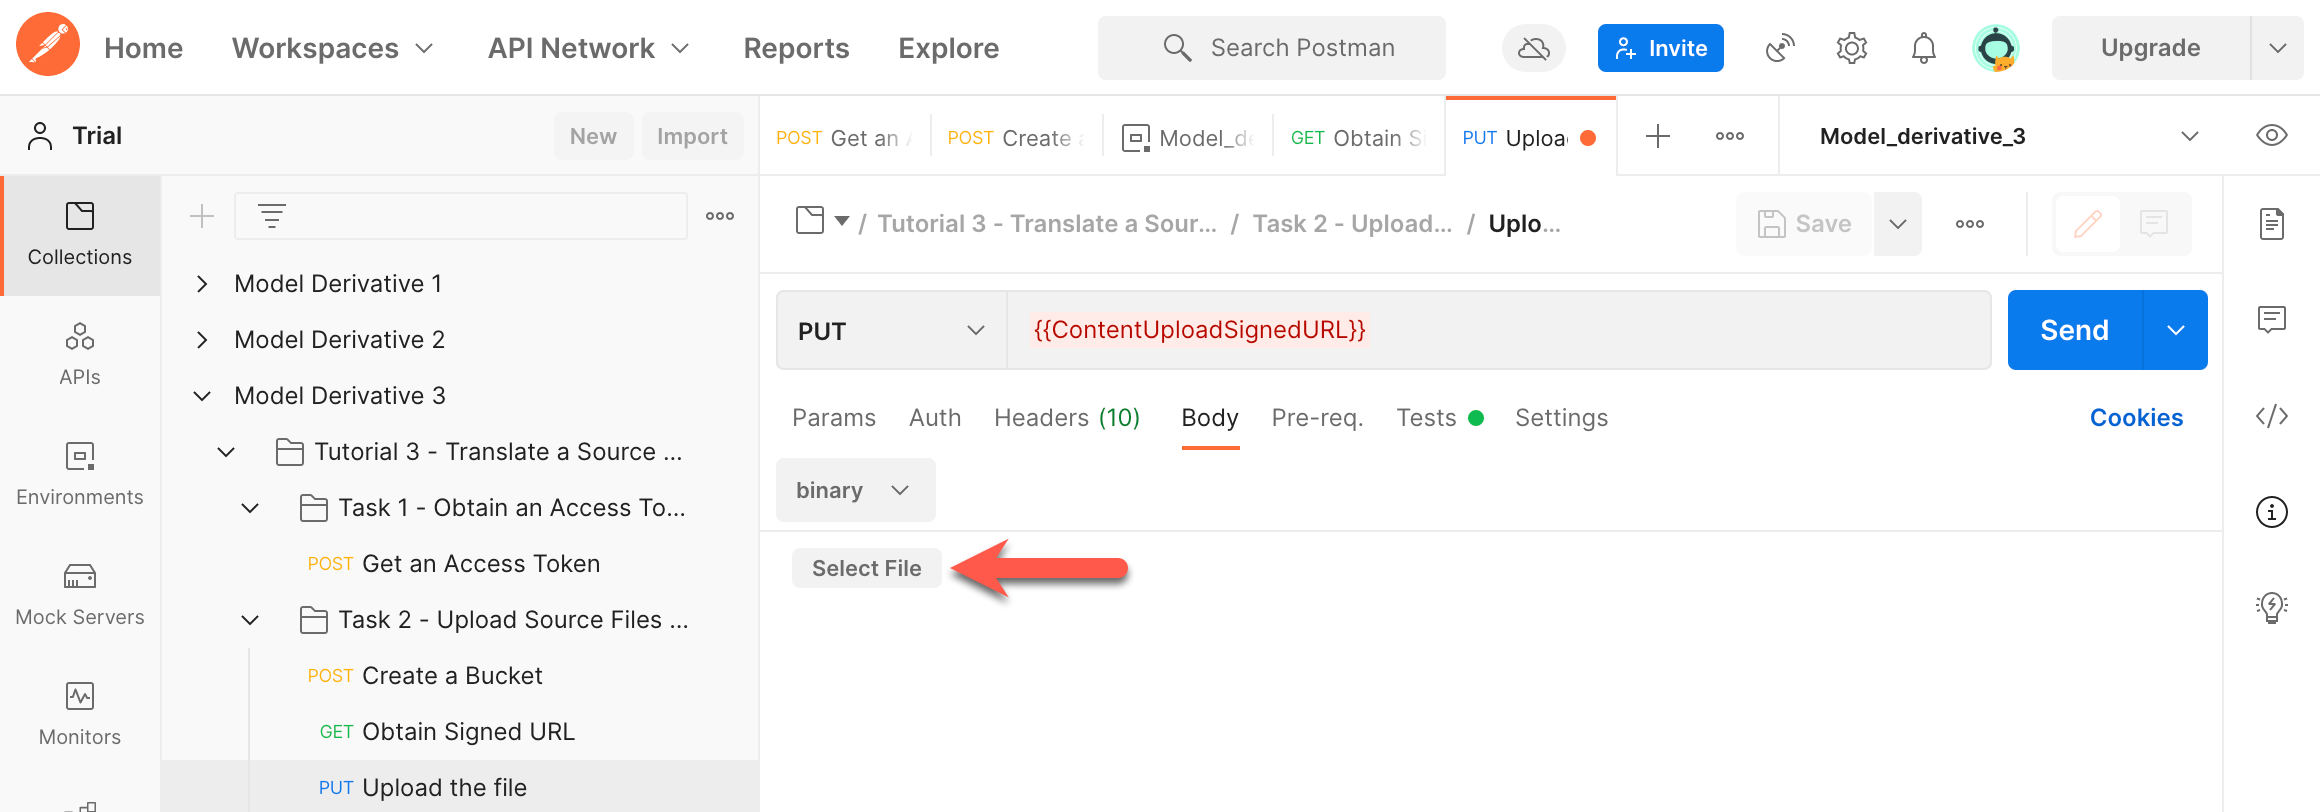 Home Workspaces API Network Reports Explore Search Postman Invite Upgrade
Trial New Import
POST Get an POST Create Model_de GET Obtain Si PUT Uploa Model_derivative_3
Collections
APIs
Environments
Mock Servers
Monitors
Model Derivative 1
Model Derivative 2
Model Derivative 3
Tutorial 3 - Translate a Source ...
Task 1 - Obtain an Access To...
POST Get an Access Token
Task 2 - Upload Source Files ...
POST Create a Bucket
GET Obtain Signed URL
PUT Upload the file
/ Tutorial 3 - Translate a Sour... / Task 2 - Upload... / Uplo... Save
PUT {{ContentUploadSignedURL}} Send
Params Auth Headers (10) Body Pre-req. Tests Settings Cookies
binary
Select File